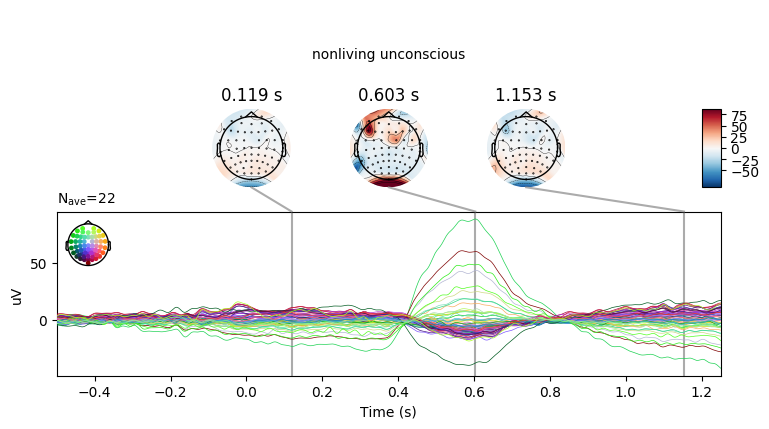 nonliving unconscious
0.119 s 0.603 s 1.153 s
75
50
25
0
−25
−50
Nave=22
50
0
uV
−0.4 −0.2 0.0 0.2 0.4 0.6 0.8 1.0 1.2
Time (s)